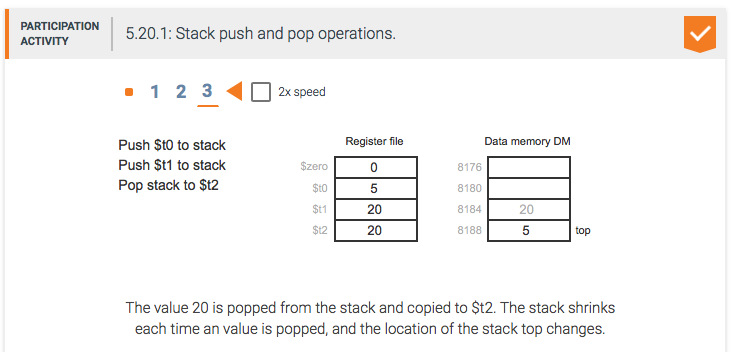 PARTICIPATION
ACTIVITY
5.20.1: Stack push and pop operations.
1 2 3 2x speed
Push $t0 to stack
Push $t1 to stack
Pop stack to $t2
Register file
$zero 0
$t0 5
$t1 20
$t2 20
Data memory DM
8176
8180
8184 20
8188 5 top
The value 20 is popped from the stack and copied to $t2. The stack shrinks
each time an value is popped, and the location of the stack top changes.